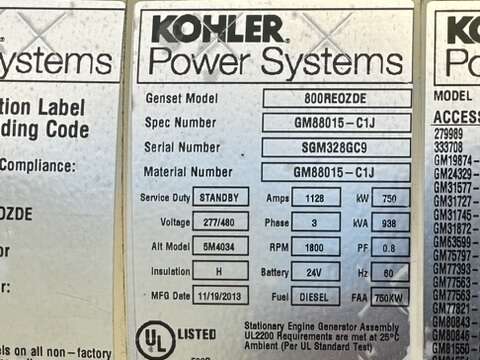 ystems
tion Label
ding Code
Compliance:
EOZDE
or
s
ls on all non-factory
KOHLER
Power Systems
Genset Model 800REOZDE
Spec Number GM88015-C1J
Serial Number SGM328GC9
Material Number GM88015-C1J
Service Duty STANDBY Amps 1128 kW 750
Voltage 277/480 Phase 3 kVA 938
Alt Model 5M4034 RPM 1800 PF 0.8
Insulation H Battery 24V Hz 60
MFG Date 11/19/2013 Fuel DIESEL FAA 750KW
UL LISTED
Stationary Engine Generator Assembly
UL2200 Requirements are met at 25°C
Ambient (Per UL Standard Test)
KO
Po
MODEL
ACCESS
279989
333708
GM19874-
GM24329-
GM31577-
GM31727-
GM31745-
GM31872-
GM63599-
GM75797-
GM77393-
GM77563-
GM77563-
GM77821-
GM80843-
GM80846-
GM81550-